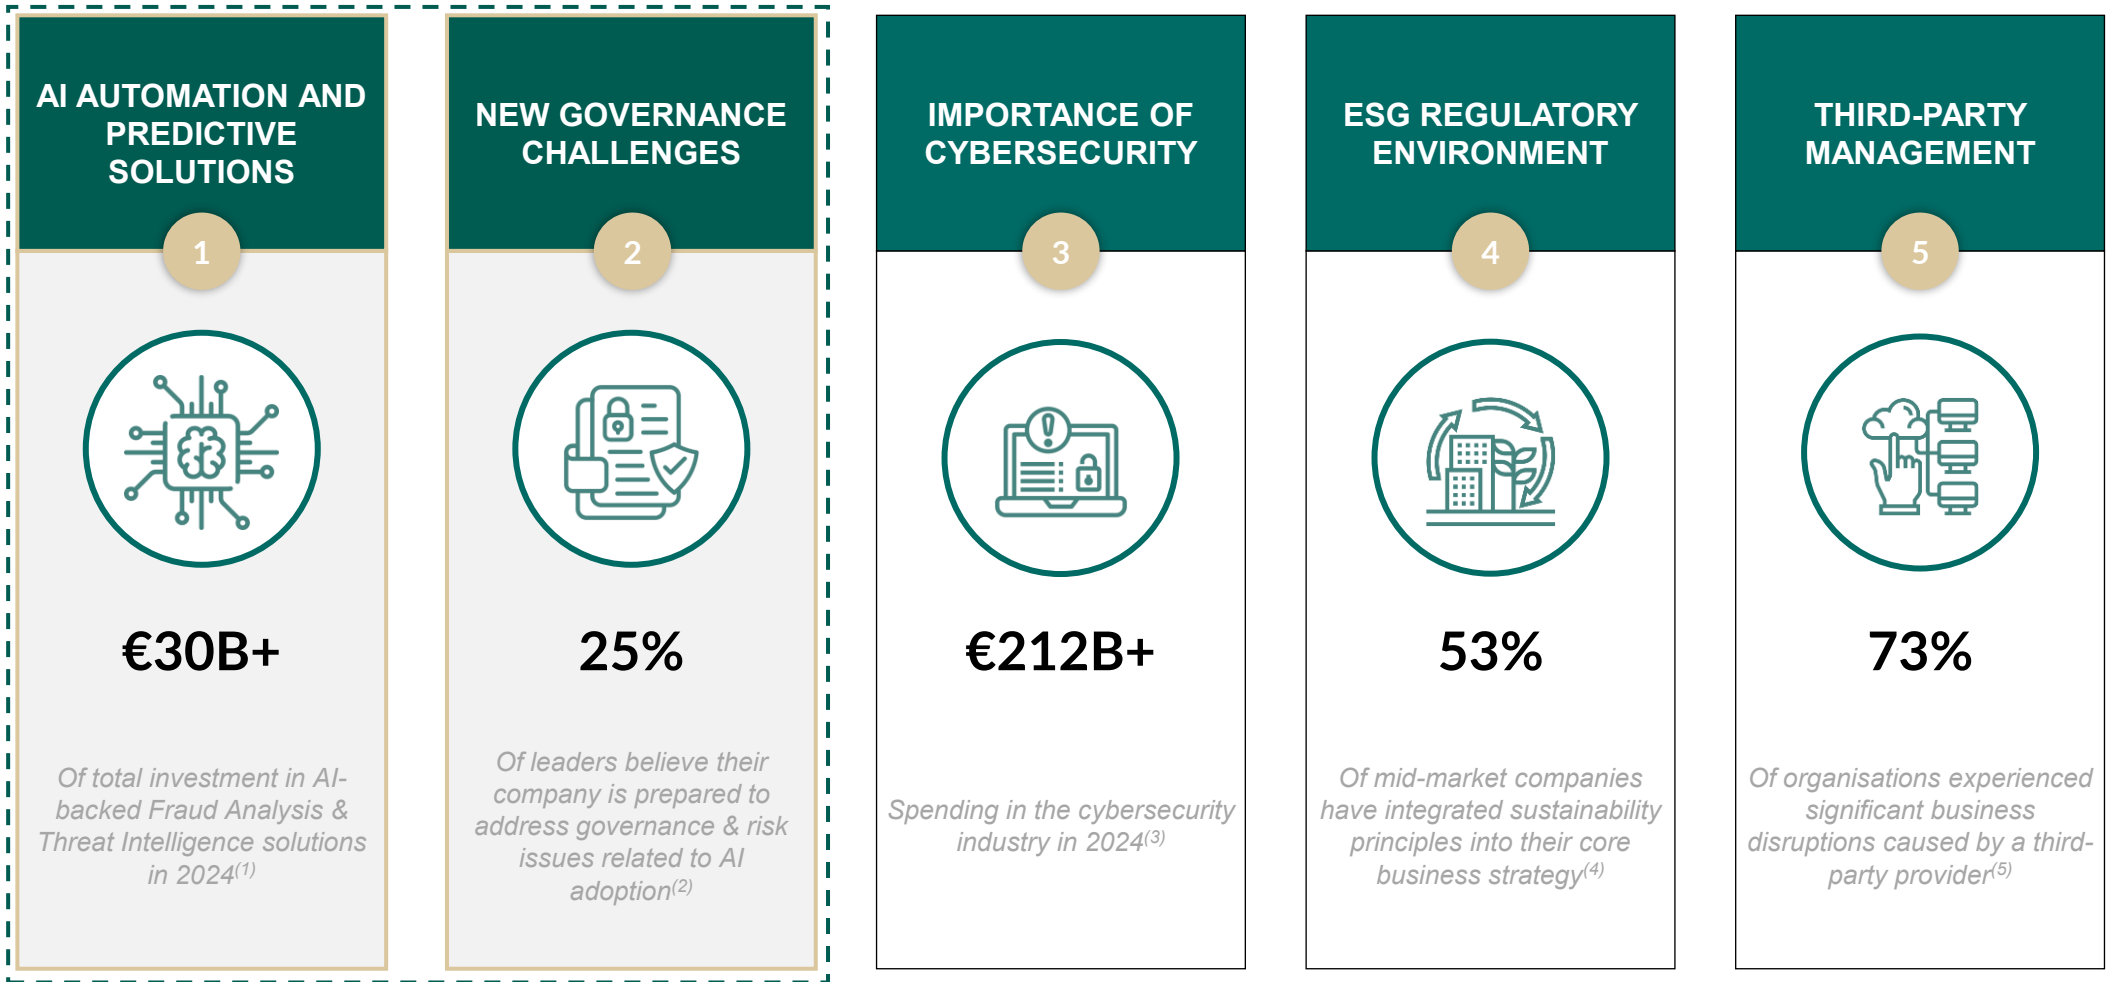 AI AUTOMATION AND
PREDICTIVE
SOLUTIONS
1
€30B+
Of total investment in AI-
backed Fraud Analysis &
Threat Intelligence solutions
in 2024(1)
NEW GOVERNANCE
CHALLENGES
2
25%
Of leaders believe their
company is prepared to
address governance & risk
issues related to AI
adoption(2)
IMPORTANCE OF
CYBERSECURITY
3
€212B+
Spending in the cybersecurity
industry in 2024(3)
ESG REGULATORY
ENVIRONMENT
4
53%
Of mid-market companies
have integrated sustainability
principles into their core
business strategy(4)
THIRD-PARTY
MANAGEMENT
5
73%
Of organisations experienced
significant business
disruptions caused by a third-
party provider(5)